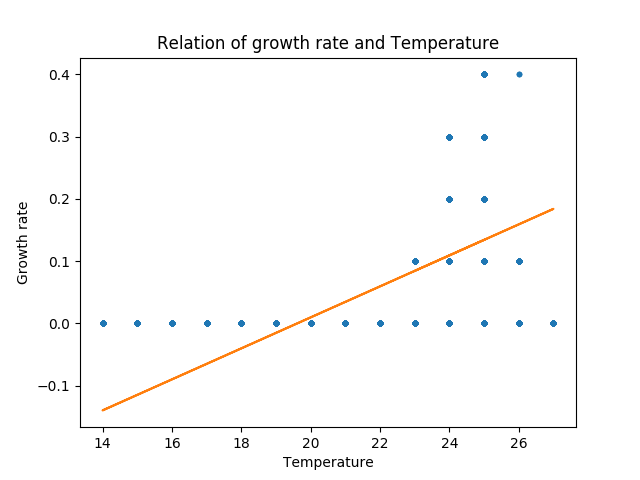 Relation of growth rate and Temperature
0.4
0.3
0.2
0.1
0.0
−0.1
Growth rate
14 16 18 20 22 24 26
Temperature